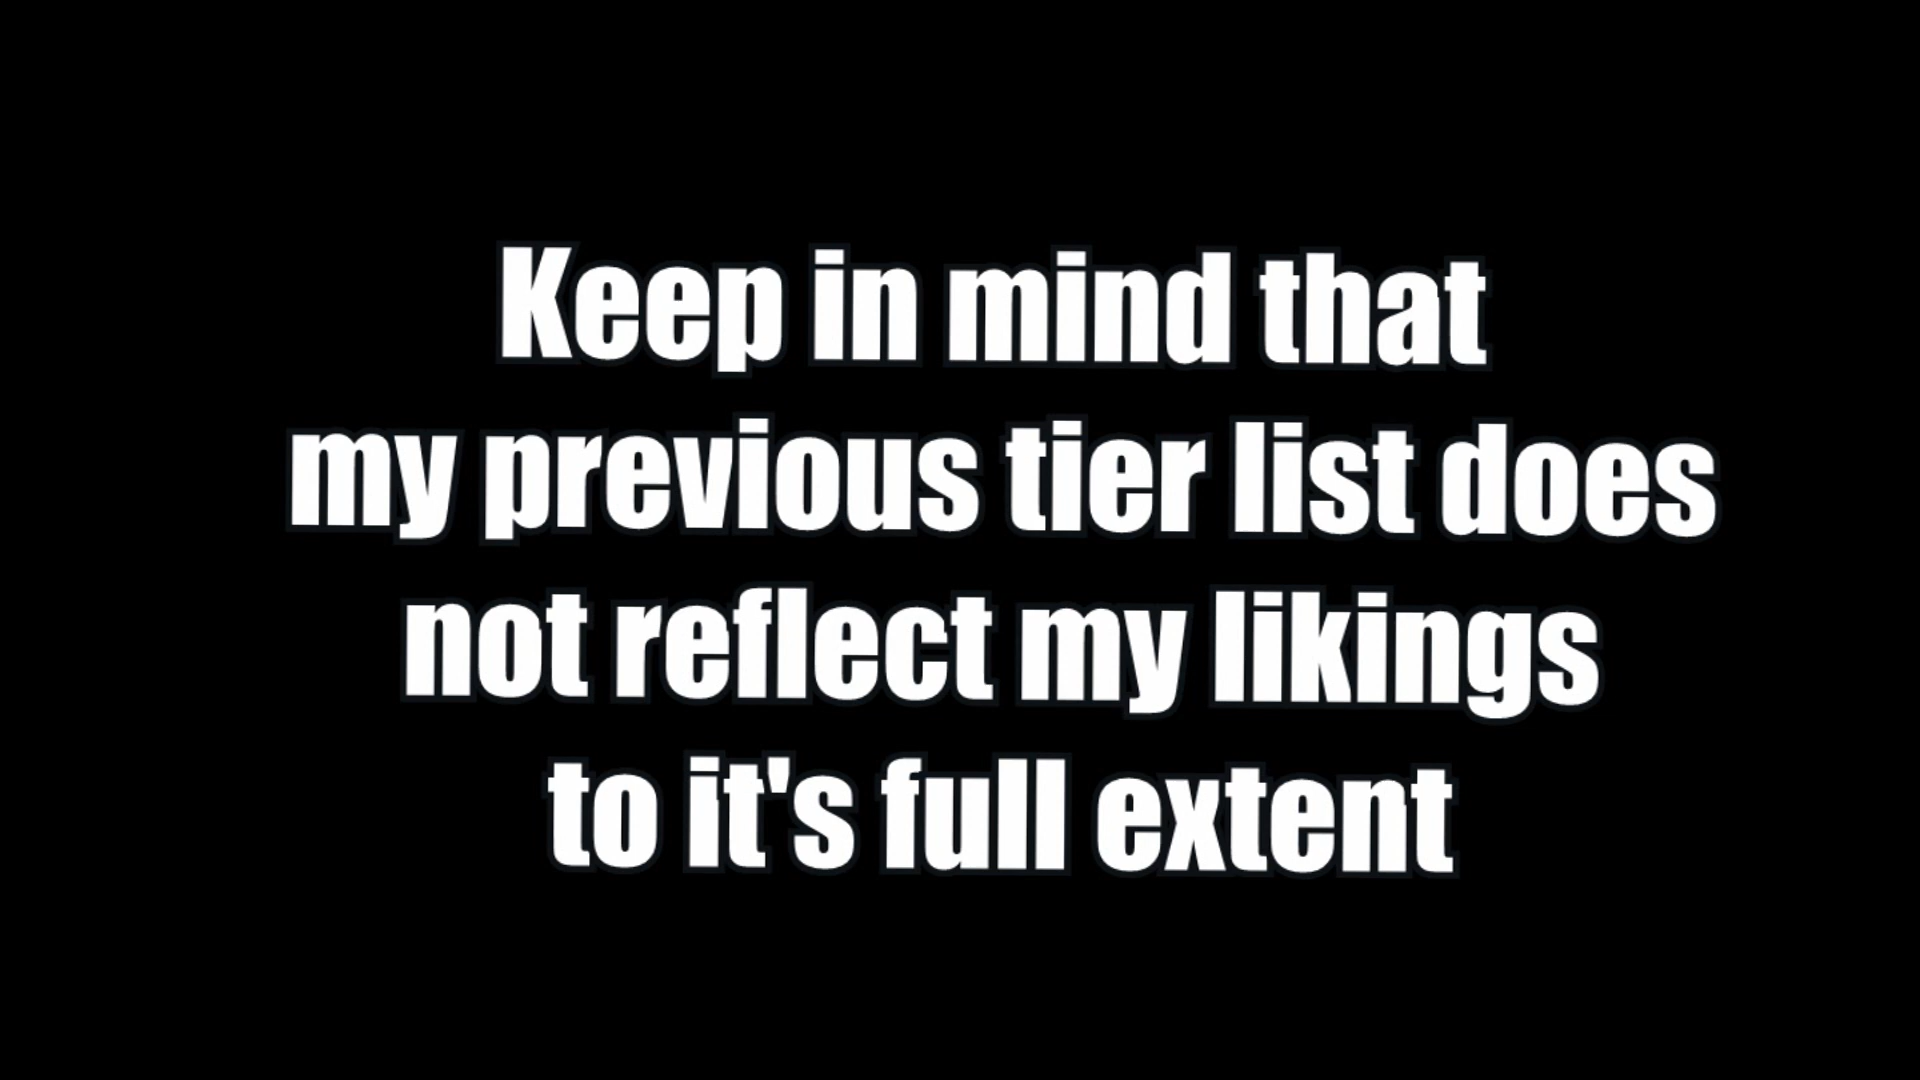 Keep in mind that
my previous tier list does
not reflect my likings
to it's full extent